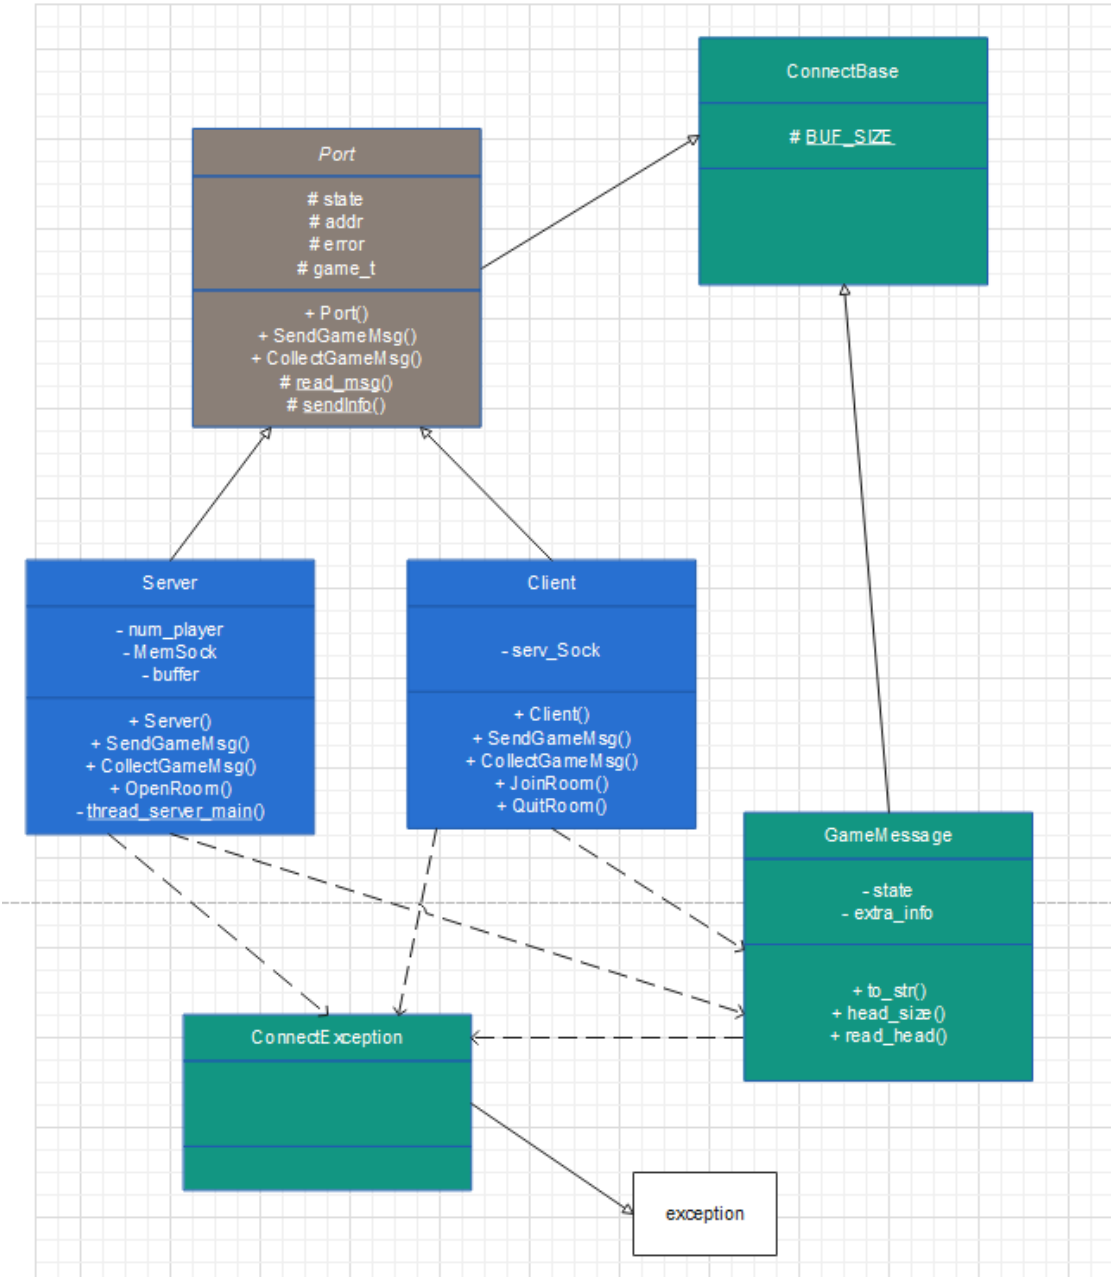 ConnectBase
# BUF_SIZE
Port
# state
# addr
# error
# game_t
+ Port()
+ SendGameMsg()
+ CollectGameMsg()
# read_msg()
# sendInfo()
Server
- num_player
- MemSock
- buffer
+ Server()
+ SendGameMsg()
+ CollectGameMsg()
+ OpenRoom()
- thread_server_main()
Client
- serv_Sock
+ Client()
+ SendGameMsg()
+ CollectGameMsg()
+ JoinRoom()
+ QuitRoom()
GameMessage
- state
- extra_info
+ to_str()
+ head_size()
+ read_head()
ConnectException
exception